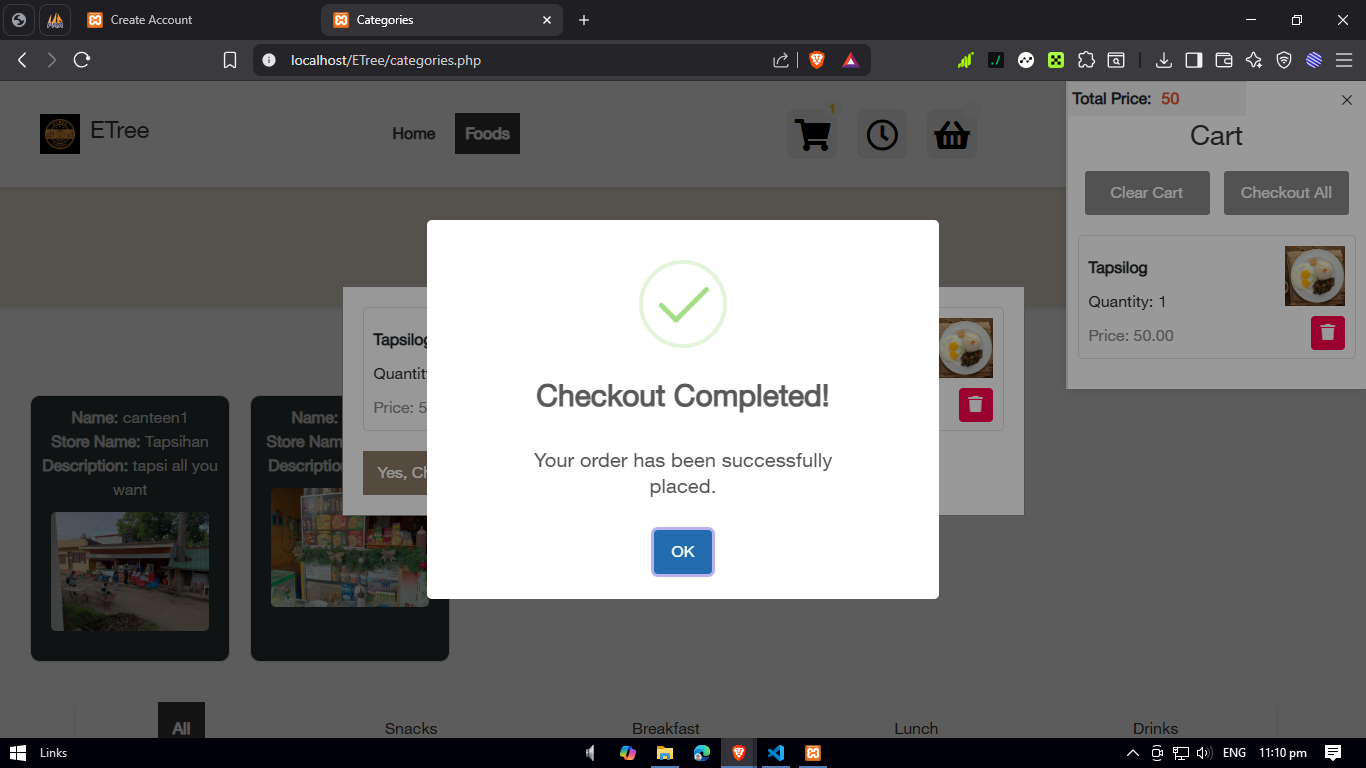 Create Account
Categories
localhost/ETree/categories.php
ETree
Home
Foods
1
Total Price: 50
Cart
Clear Cart
Checkout All
Tapsilog
Quantity: 1
Price: 50.00
Tapsilog
Quantit
Price: 5
Yes, Ch
Checkout Completed!
Your order has been successfully
placed.
OK
Name: canteen1
Store Name: Tapsihan
Description: tapsi all you
want
Name:
Store Nam
Descriptio
All
Snacks
Breakfast
Lunch
Drinks
Links
ENG
11:10 pm